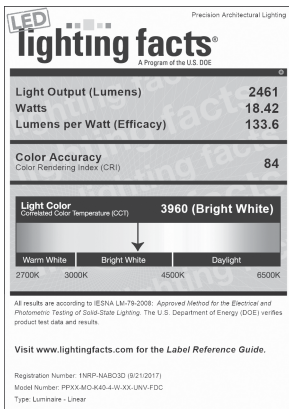 Precision Architectural Lighting
LED
lighting facts®
A Program of the U.S. DOE
Light Output (Lumens) 2461
Watts 18.42
Lumens per Watt (Efficacy) 133.6
Color Accuracy
Color Rendering Index (CRI) 84
Light Color
Correlated Color Temperature (CCT) 3960 (Bright White)
Warm White Bright White Daylight
2700K 3000K 4500K 6500K
All results are according to IESNA LM-79-2008: Approved Method for the Electrical and
Photometric Testing of Solid-State Lighting. The U.S. Department of Energy (DOE) verifies
product test data and results.
Visit www.lightingfacts.com for the Label Reference Guide.
Registration Number: 1NRP-NABO3D (9/21/2017)
Model Number: PPXX-MO-K40-4-W-XX-UNV-FDC
Type: Luminaire - Linear